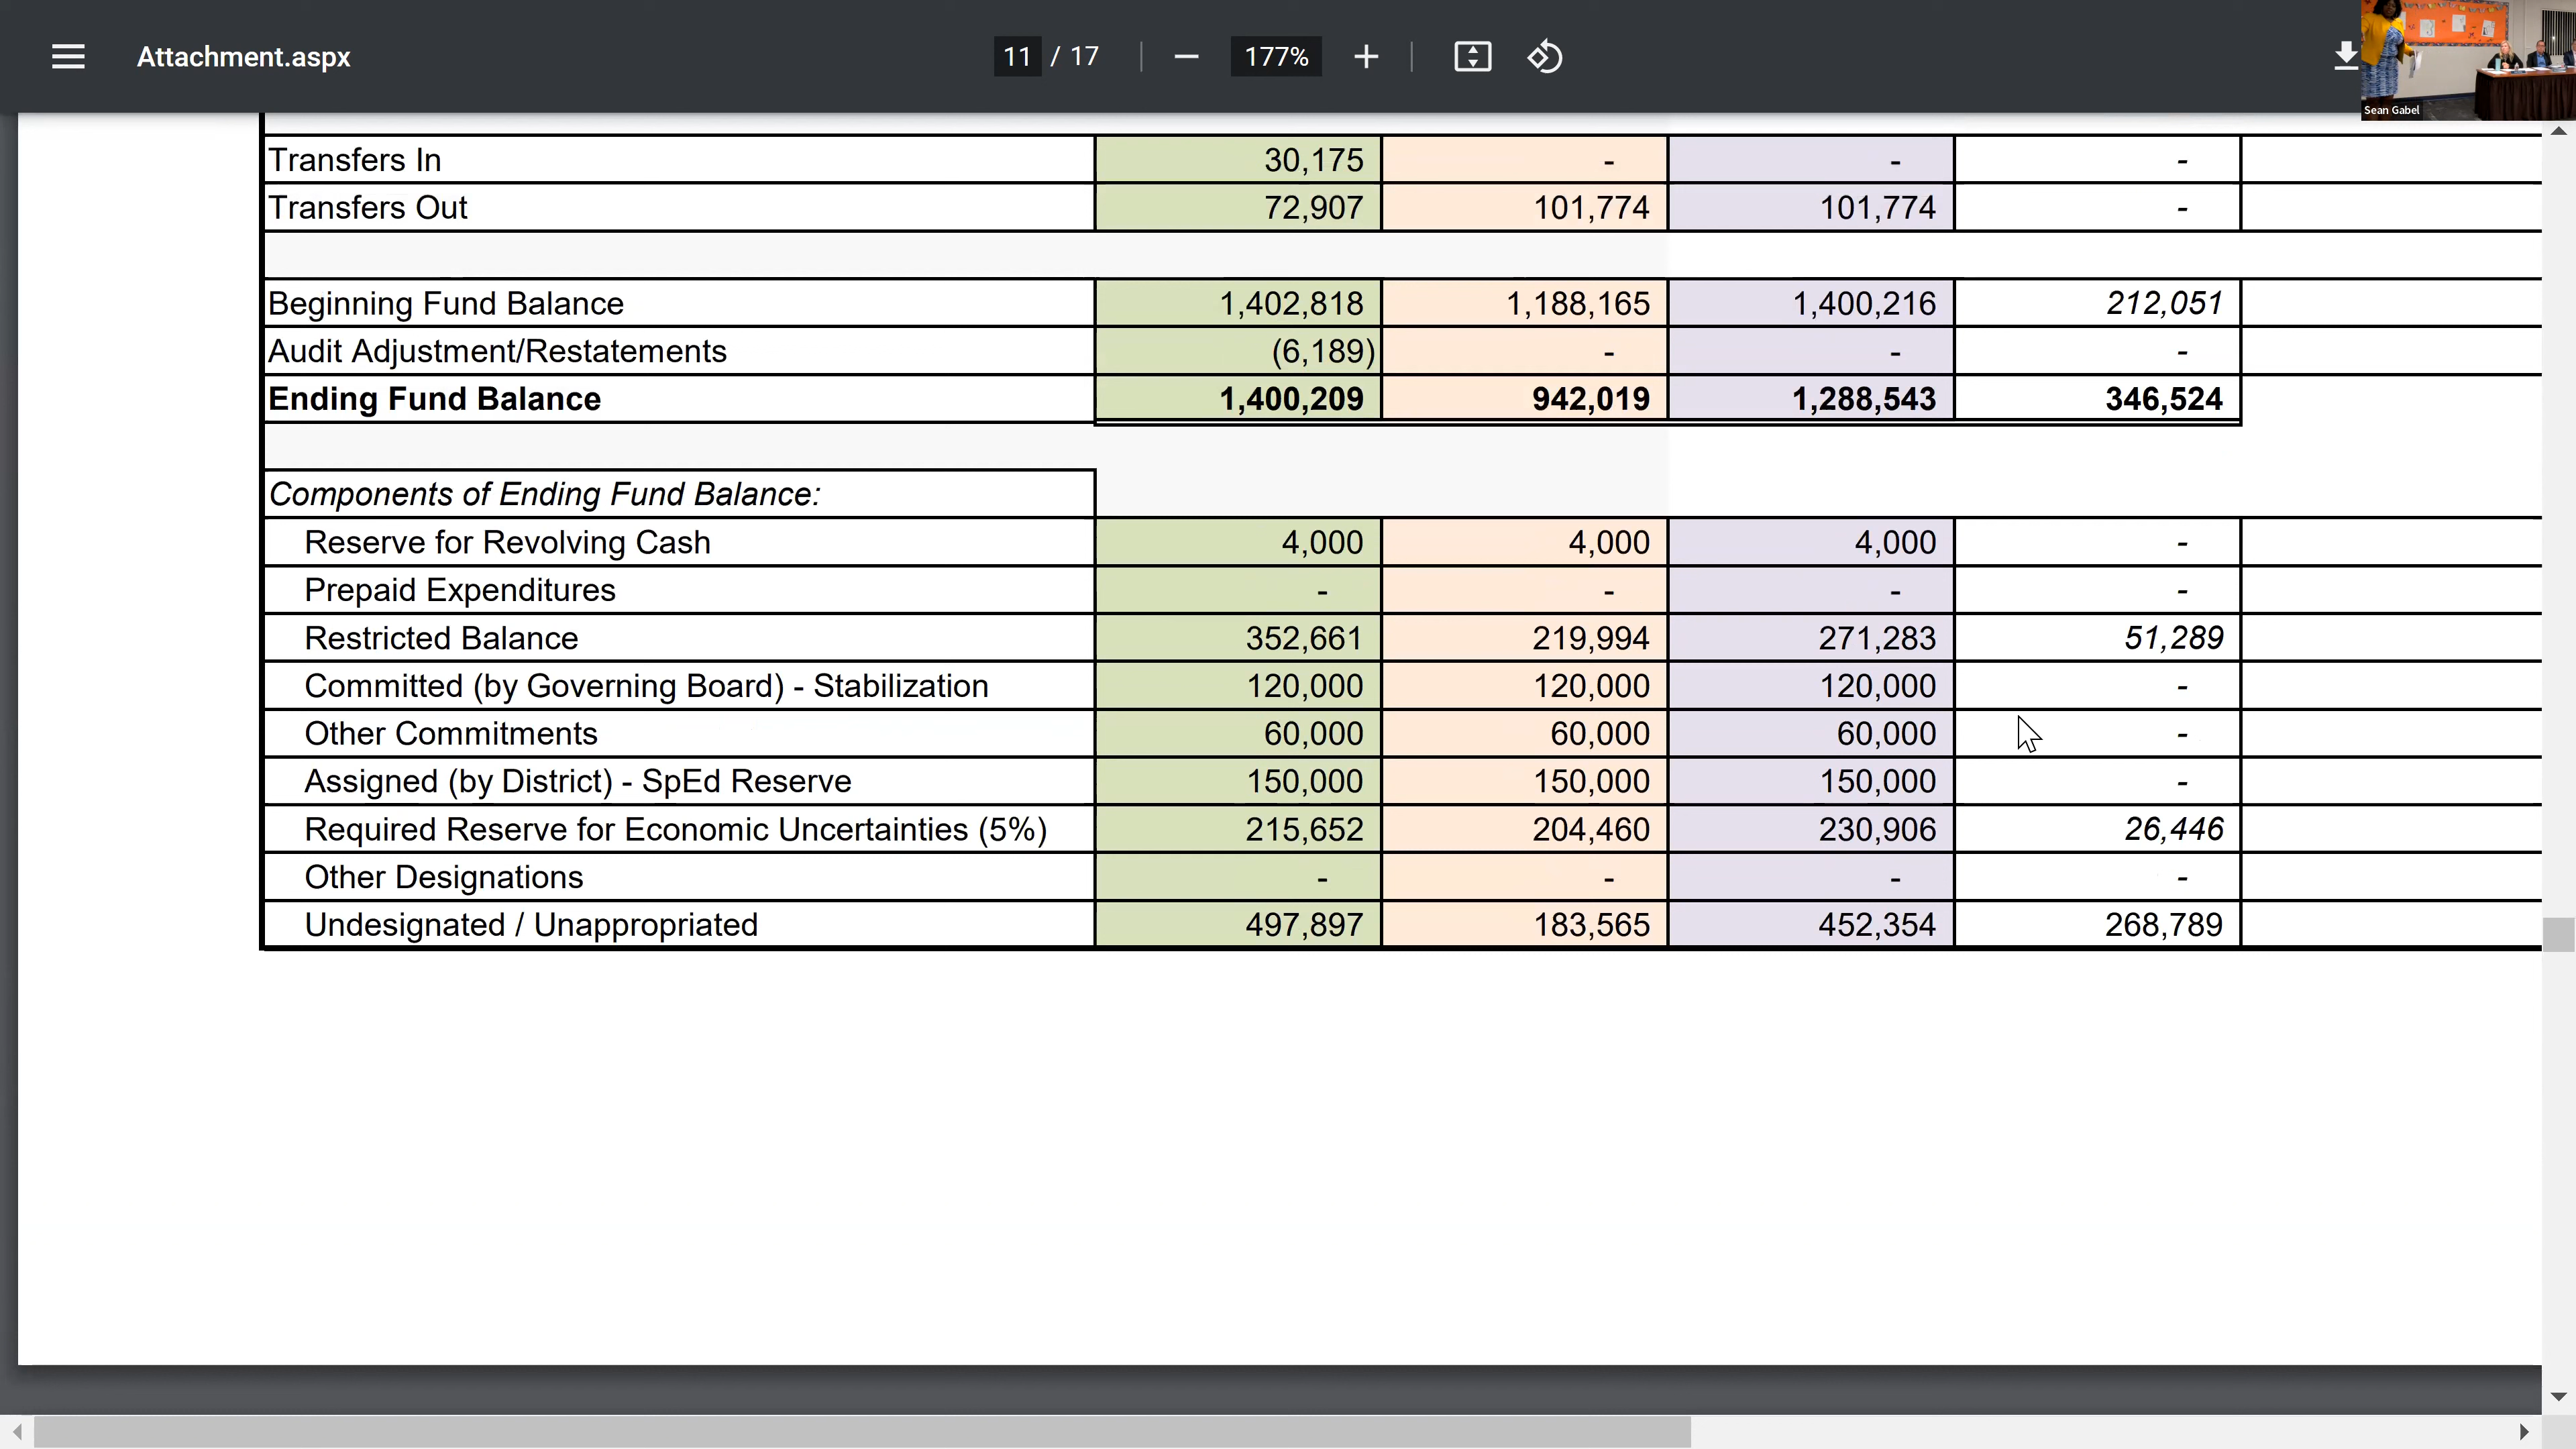 Attachment.aspx 11 / 17 177%
Sean Gabel
Transfers In 30,175 - - -
Transfers Out 72,907 101,774 101,774 -
Beginning Fund Balance 1,402,818 1,188,165 1,400,216 212,051
Audit Adjustment/Restatements (6,189) - - -
Ending Fund Balance 1,400,209 942,019 1,288,543 346,524
Components of Ending Fund Balance:
Reserve for Revolving Cash 4,000 4,000 4,000 -
Prepaid Expenditures - - - -
Restricted Balance 352,661 219,994 271,283 51,289
Committed (by Governing Board) - Stabilization 120,000 120,000 120,000 -
Other Commitments 60,000 60,000 60,000 -
Assigned (by District) - SpEd Reserve 150,000 150,000 150,000 -
Required Reserve for Economic Uncertainties (5%) 215,652 204,460 230,906 26,446
Other Designations - - - -
Undesignated / Unappropriated 497,897 183,565 452,354 268,789